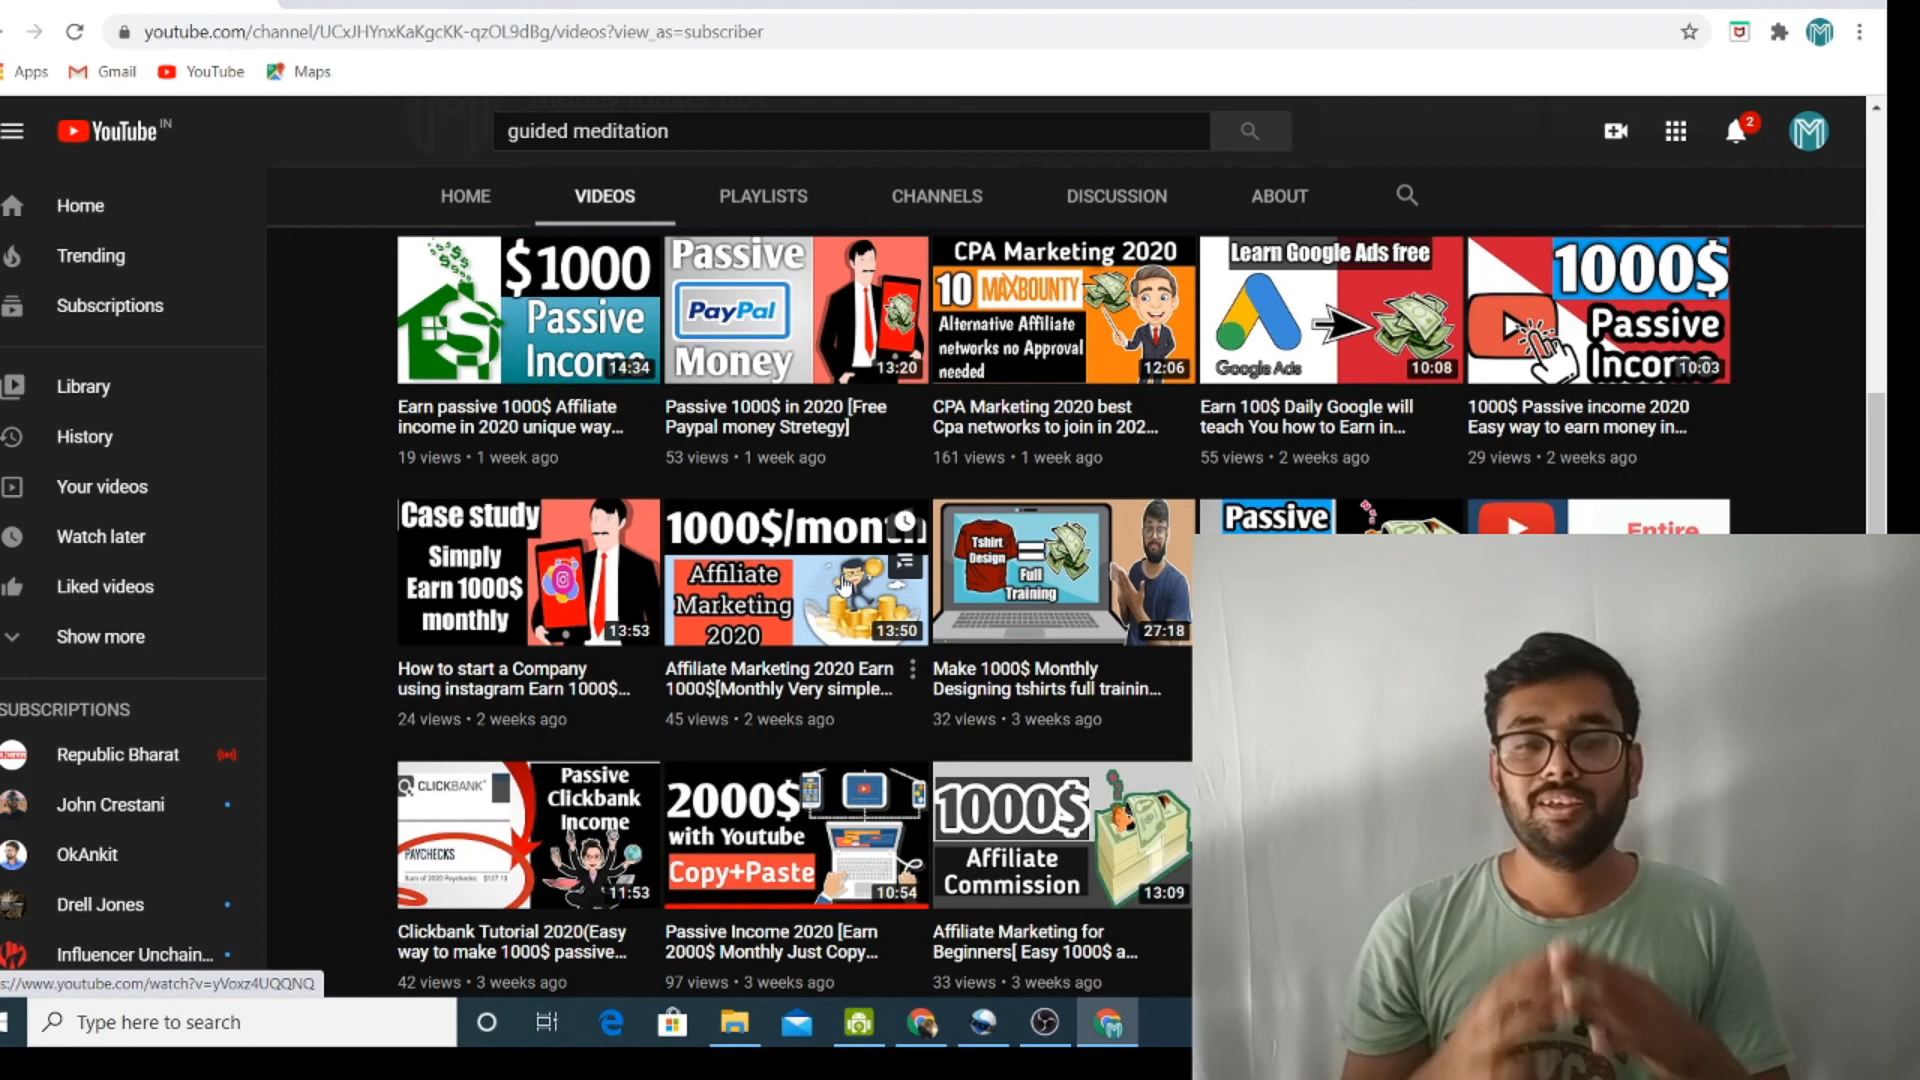 youtube.com/channel/UCxJHYnxKaKgcKK-qzOL9dBg/videos?view_as=subscriber
Apps Gmail YouTube Maps
YouTube IN
guided meditation
2
HOME VIDEOS PLAYLISTS CHANNELS DISCUSSION ABOUT
Home
Trending
Subscriptions
Library
History
Your videos
Watch later
Liked videos
Show more
SUBSCRIPTIONS
Republic Bharat
John Crestani
OkAnkit
Drell Jones
Influencer Unchain...
$1000
Passive
Income
14:34
Earn passive 1000$ Affiliate
income in 2020 unique way...
19 views • 1 week ago
Passive
PayPal
Money
13:20
Passive 1000$ in 2020 [Free
Paypal money Stretegy]
53 views • 1 week ago
CPA Marketing 2020
10 MAXBOUNTY
Alternative Affiliate
networks no Approval
needed
12:06
CPA Marketing 2020 best
Cpa networks to join in 202...
161 views • 1 week ago
Learn Google Ads free
Google Ads
10:08
Earn 100$ Daily Google will
teach You how to Earn in...
55 views • 2 weeks ago
1000$
Passive
Income
10:03
1000$ Passive income 2020
Easy way to earn money in...
29 views • 2 weeks ago
Case study
Simply
Earn 1000$
monthly
13:53
How to start a Company
using instagram Earn 1000$...
24 views • 2 weeks ago
1000$/month
Affiliate
Marketing
2020
13:50
Affiliate Marketing 2020 Earn
1000$[Monthly Very simple...
45 views • 2 weeks ago
Tshirt
Design
Full
Training
27:18
Make 1000$ Monthly
Designing tshirts full trainin...
32 views • 3 weeks ago
Passive
Entire
CLICKBANK
PAYCHECKS
Sum of 2020 Paychecks: $127.13
Passive
Clickbank
Income
11:53
Clickbank Tutorial 2020(Easy
way to make 1000$ passive...
42 views • 3 weeks ago
2000$
with Youtube
Copy+Paste
10:54
Passive Income 2020 [Earn
2000$ Monthly Just Copy...
97 views • 3 weeks ago
1000$
Affiliate
Commission
13:09
Affiliate Marketing for
Beginners[ Easy 1000$ a...
33 views • 3 weeks ago
s://www.youtube.com/watch?v=yVoxz4UQQNQ
Type here to search